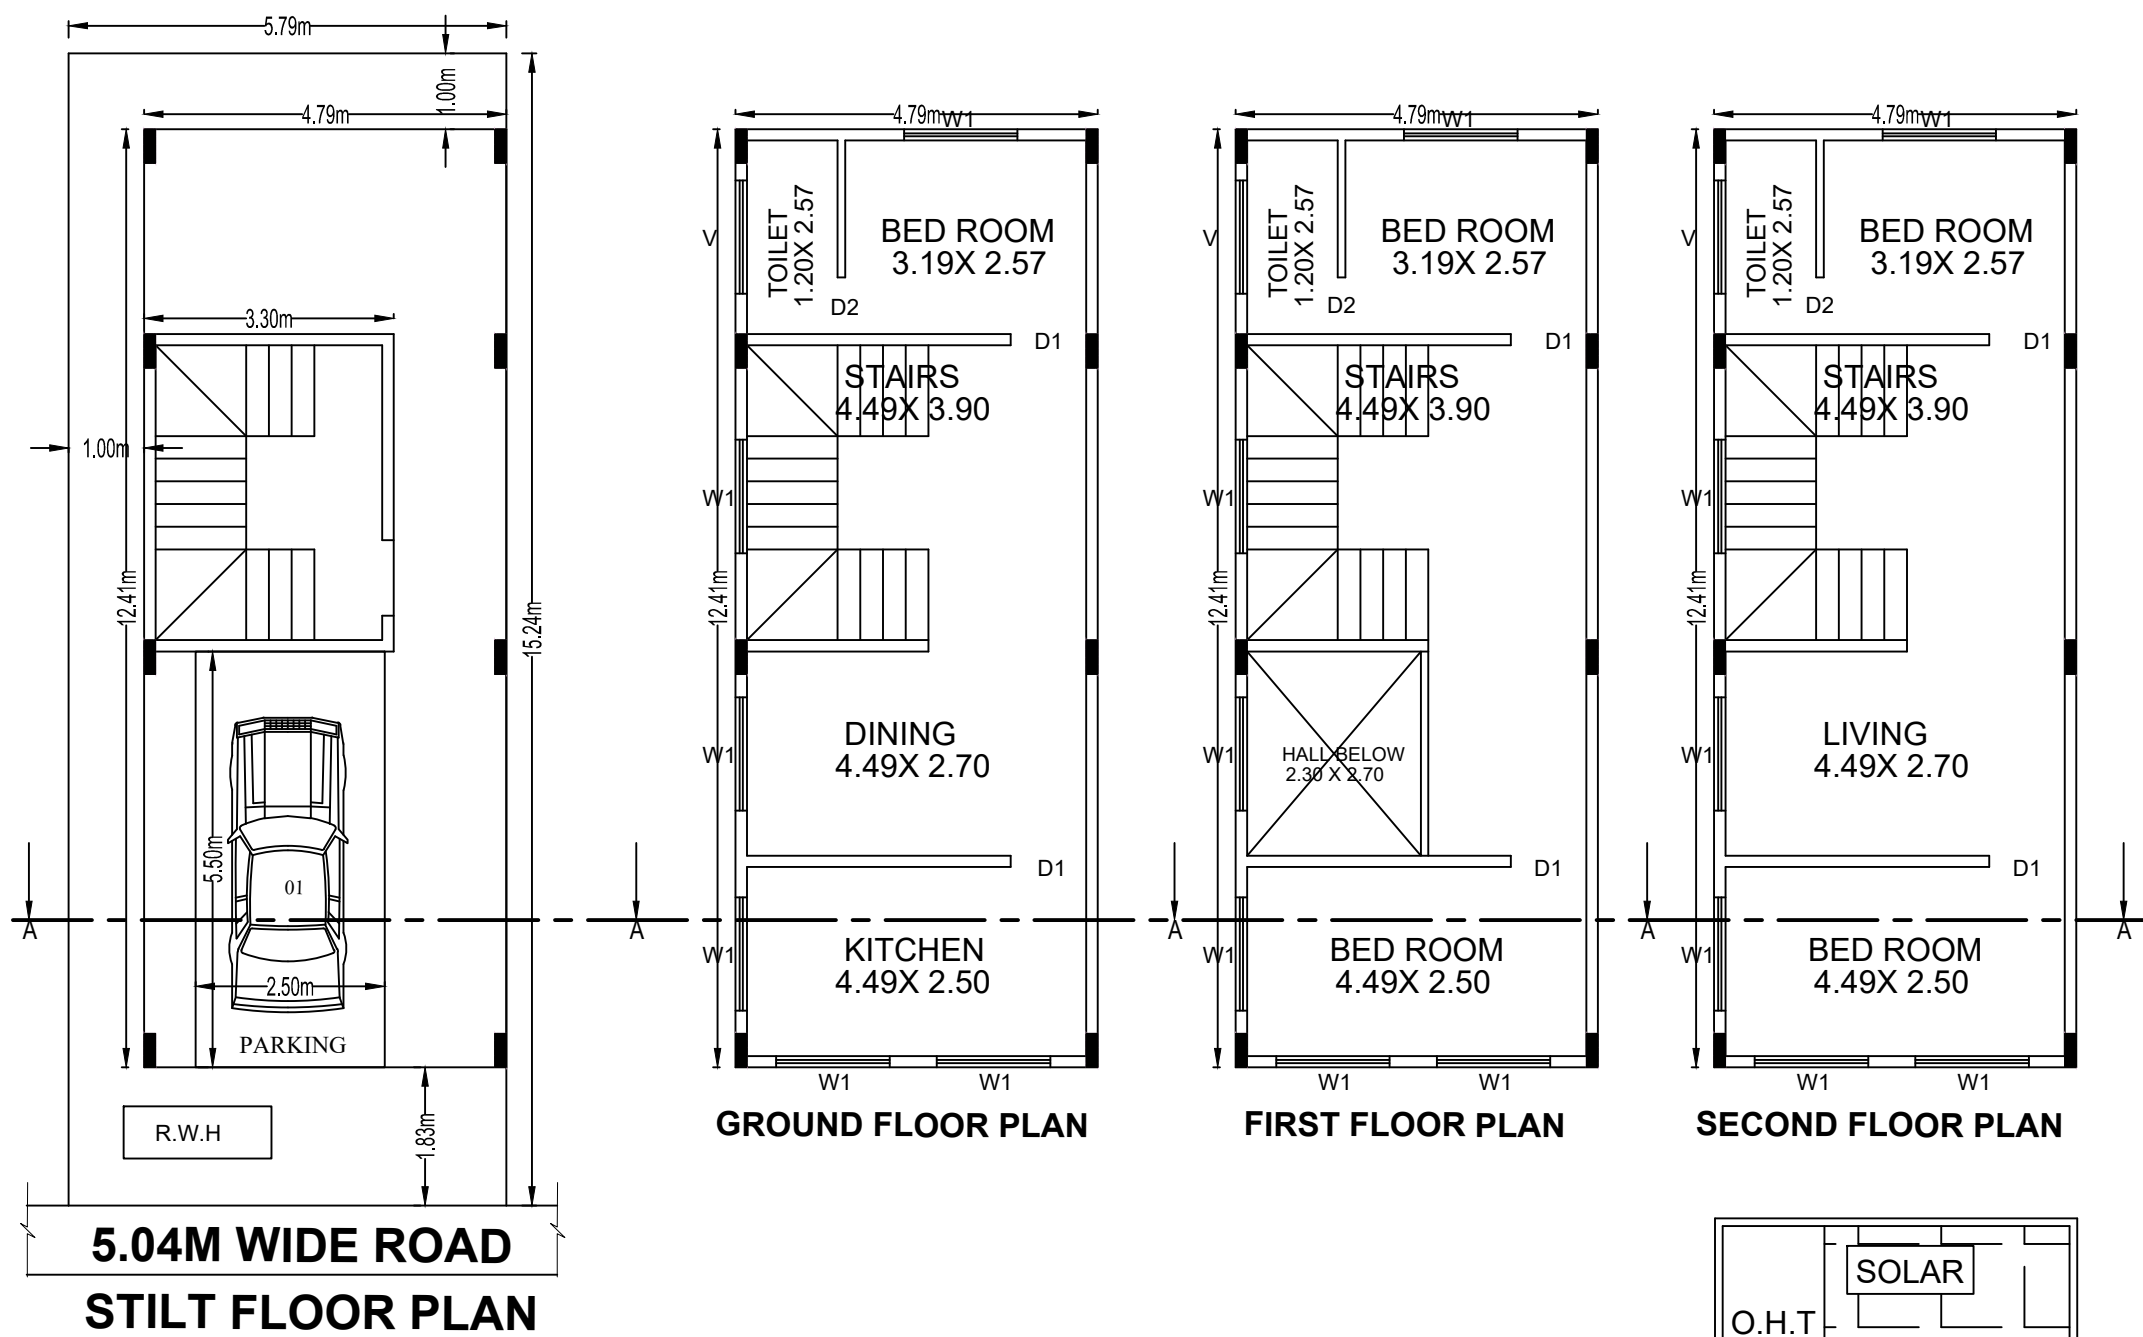 5.79m
1.00m
4.79m
3.30m
1.00m
12.41m
15.24m
5.50m
01
2.50m
PARKING
A
A
R.W.H
1.83m
5.04M WIDE ROAD
STILT FLOOR PLAN
4.79m
W1
V
TOILET
1.20X 2.57
BED ROOM
3.19X 2.57
D2
D1
STAIRS
4.49X 3.90
W1
12.41m
DINING
4.49X 2.70
W1
D1
KITCHEN
4.49X 2.50
W1
W1
W1
GROUND FLOOR PLAN
4.79m
W1
V
TOILET
1.20X 2.57
BED ROOM
3.19X 2.57
D2
D1
STAIRS
4.49X 3.90
W1
12.41m
HALL BELOW
2.30 X 2.70
W1
D1
A
BED ROOM
4.49X 2.50
W1
W1
W1
FIRST FLOOR PLAN
4.79m
W1
V
TOILET
1.20X 2.57
BED ROOM
3.19X 2.57
D2
D1
STAIRS
4.49X 3.90
W1
12.41m
LIVING
4.49X 2.70
W1
D1
A
A
BED ROOM
4.49X 2.50
W1
W1
W1
SECOND FLOOR PLAN
SOLAR
O.H.T